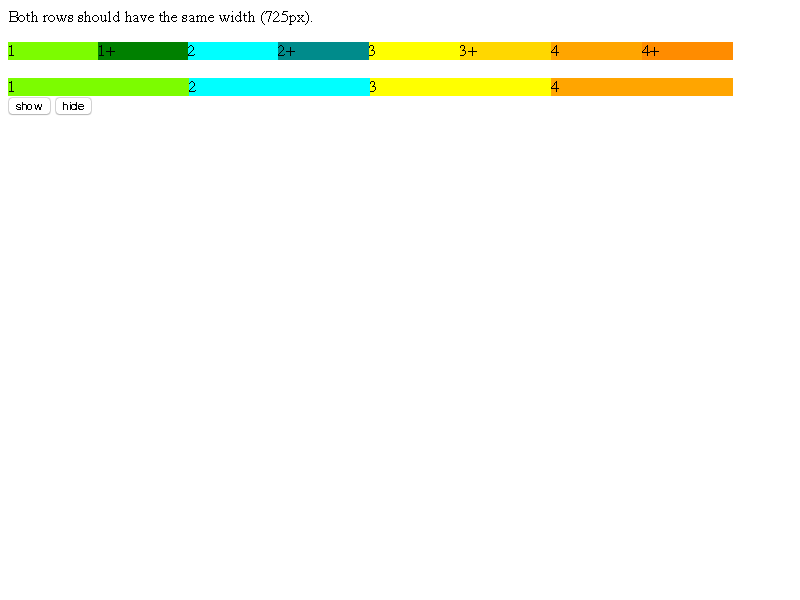 Both rows should have the same width (725px).
1 1+ 2 2+ 3 3+ 4 4+
1 2 3 4
show hide